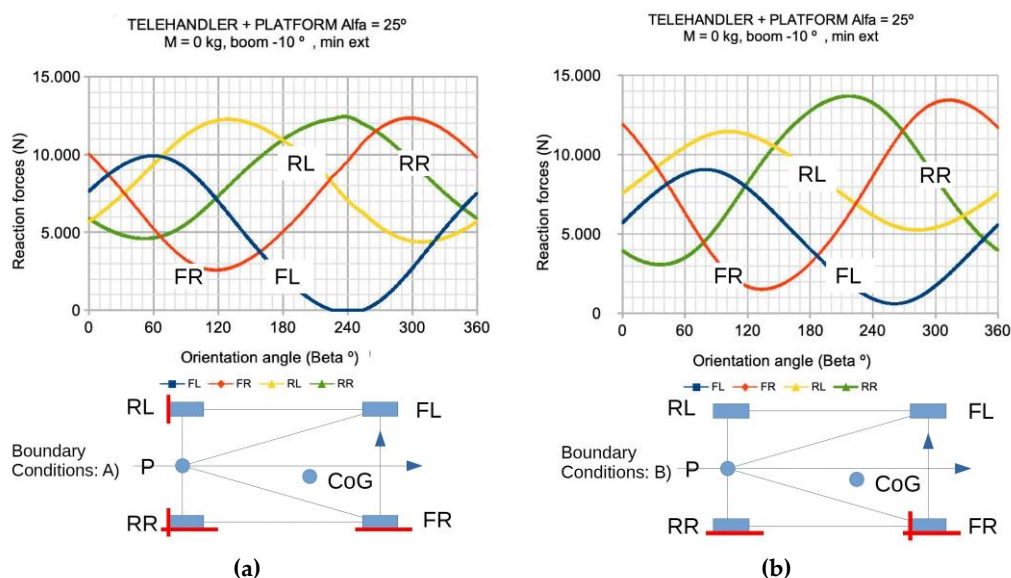 TELEHANDLER + PLATFORM Alfa = 25º
M = 0 kg, boom -10 º , min ext
15.000
10.000
5.000
0
Reaction forces (N)
RL
RR
FR
FL
0 60 120 180 240 300 360
Orientation angle (Beta º)
FL FR RL RR
RL
FL
Boundary
Conditions: A)
P
CoG
RR
FR
(a)
TELEHANDLER + PLATFORM Alfa = 25º
M = 0 kg, boom -10 º , min ext
15.000
10.000
5.000
0
Reaction forces (N)
RL
RR
FR
FL
0 60 120 180 240 300 360
Orientation angle (Beta º)
FL FR RL RR
RL
FL
Boundary
Conditions: B)
P
CoG
RR
FR
(b)